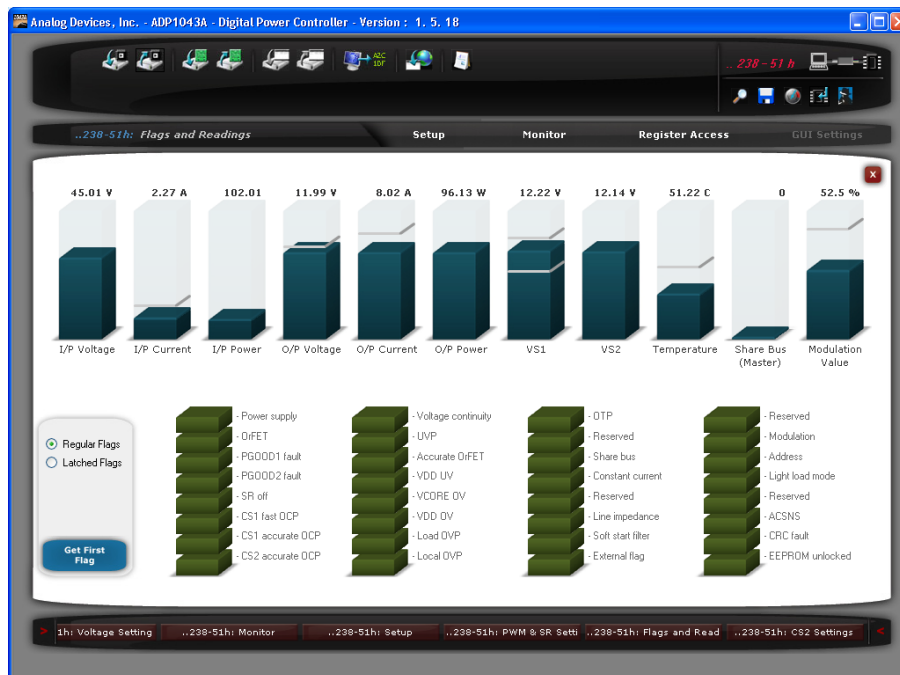 Analog Devices, Inc. - ADP1043A - Digital Power Controller - Version : 1. 5. 18
A2C
1DF
..238-51 h
..238-51h: Flags and Readings
Setup
Monitor
Register Access
GUI Settings
45.01 V 2.27 A 102.01 11.99 V 8.02 A 96.13 W 12.22 V 12.14 V 51.22 C 0 52.5 %
I/P Voltage I/P Current I/P Power O/P Voltage O/P Current O/P Power VS1 VS2 Temperature Share Bus (Master) Modulation Value
Regular Flags
Latched Flags
Get First
Flag
- Power supply
- OrFET
- PGOOD1 fault
- PGOOD2 fault
- SR off
- CS1 fast OCP
- CS1 accurate OCP
- CS2 accurate OCP
- Voltage continuity
- UVP
- Accurate OrFET
- VDD UV
- VCORE OV
- VDD OV
- Load OVP
- Local OVP
- OTP
- Reserved
- Share bus
- Constant current
- Reserved
- Line impedance
- Soft start filter
- External flag
- Reserved
- Modulation
- Address
- Light load mode
- Reserved
- ACSNS
- CRC fault
- EEPROM unlocked
> 1h: Voltage Setting ..238-51h: Monitor ..238-51h: Setup ..238-51h: PWM & SR Setti ..238-51h: Flags and Read ..238-51h: CS2 Settings <